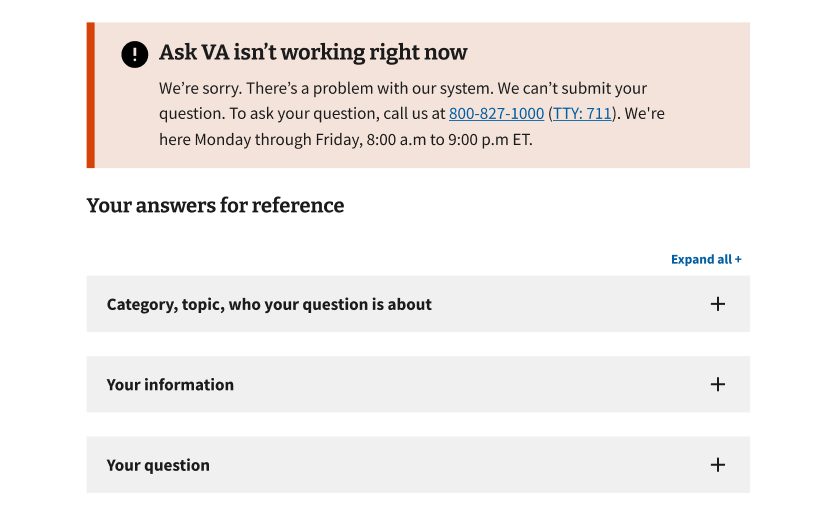 Ask VA isn’t working right now
We’re sorry. There’s a problem with our system. We can’t submit your
question. To ask your question, call us at 800-827-1000 (TTY: 711). We're
here Monday through Friday, 8:00 a.m to 9:00 p.m ET.
Your answers for reference
Expand all +
Category, topic, who your question is about
Your information
Your question